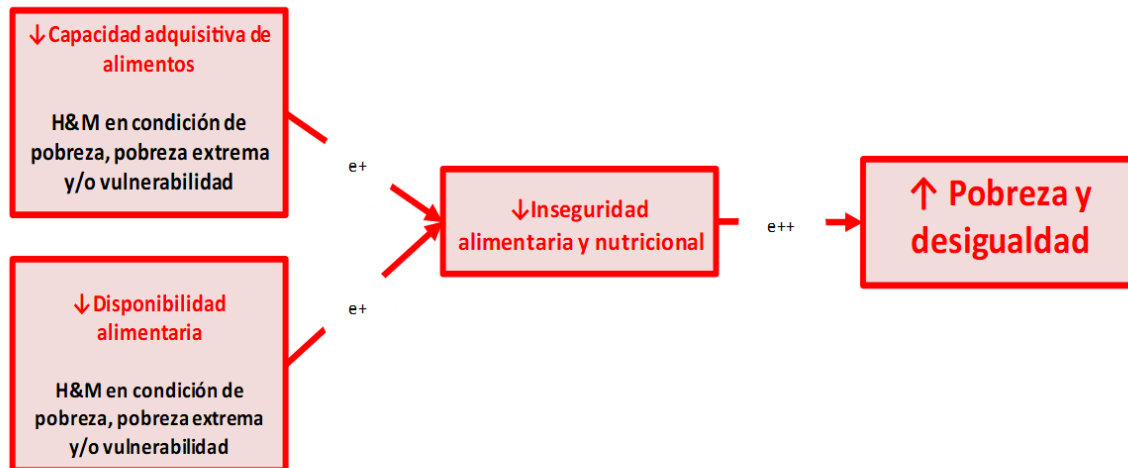 ↓Capacidad adquisitiva de
alimentos
H&M en condición de
pobreza, pobreza extrema
y/o vulnerabilidad
e+
↓Inseguridad
alimentaria y nutricional
e++
↑ Pobreza y
desigualdad
e+
↓Disponibilidad
alimentaria
H&M en condición de
pobreza, pobreza extrema
y/o vulnerabilidad